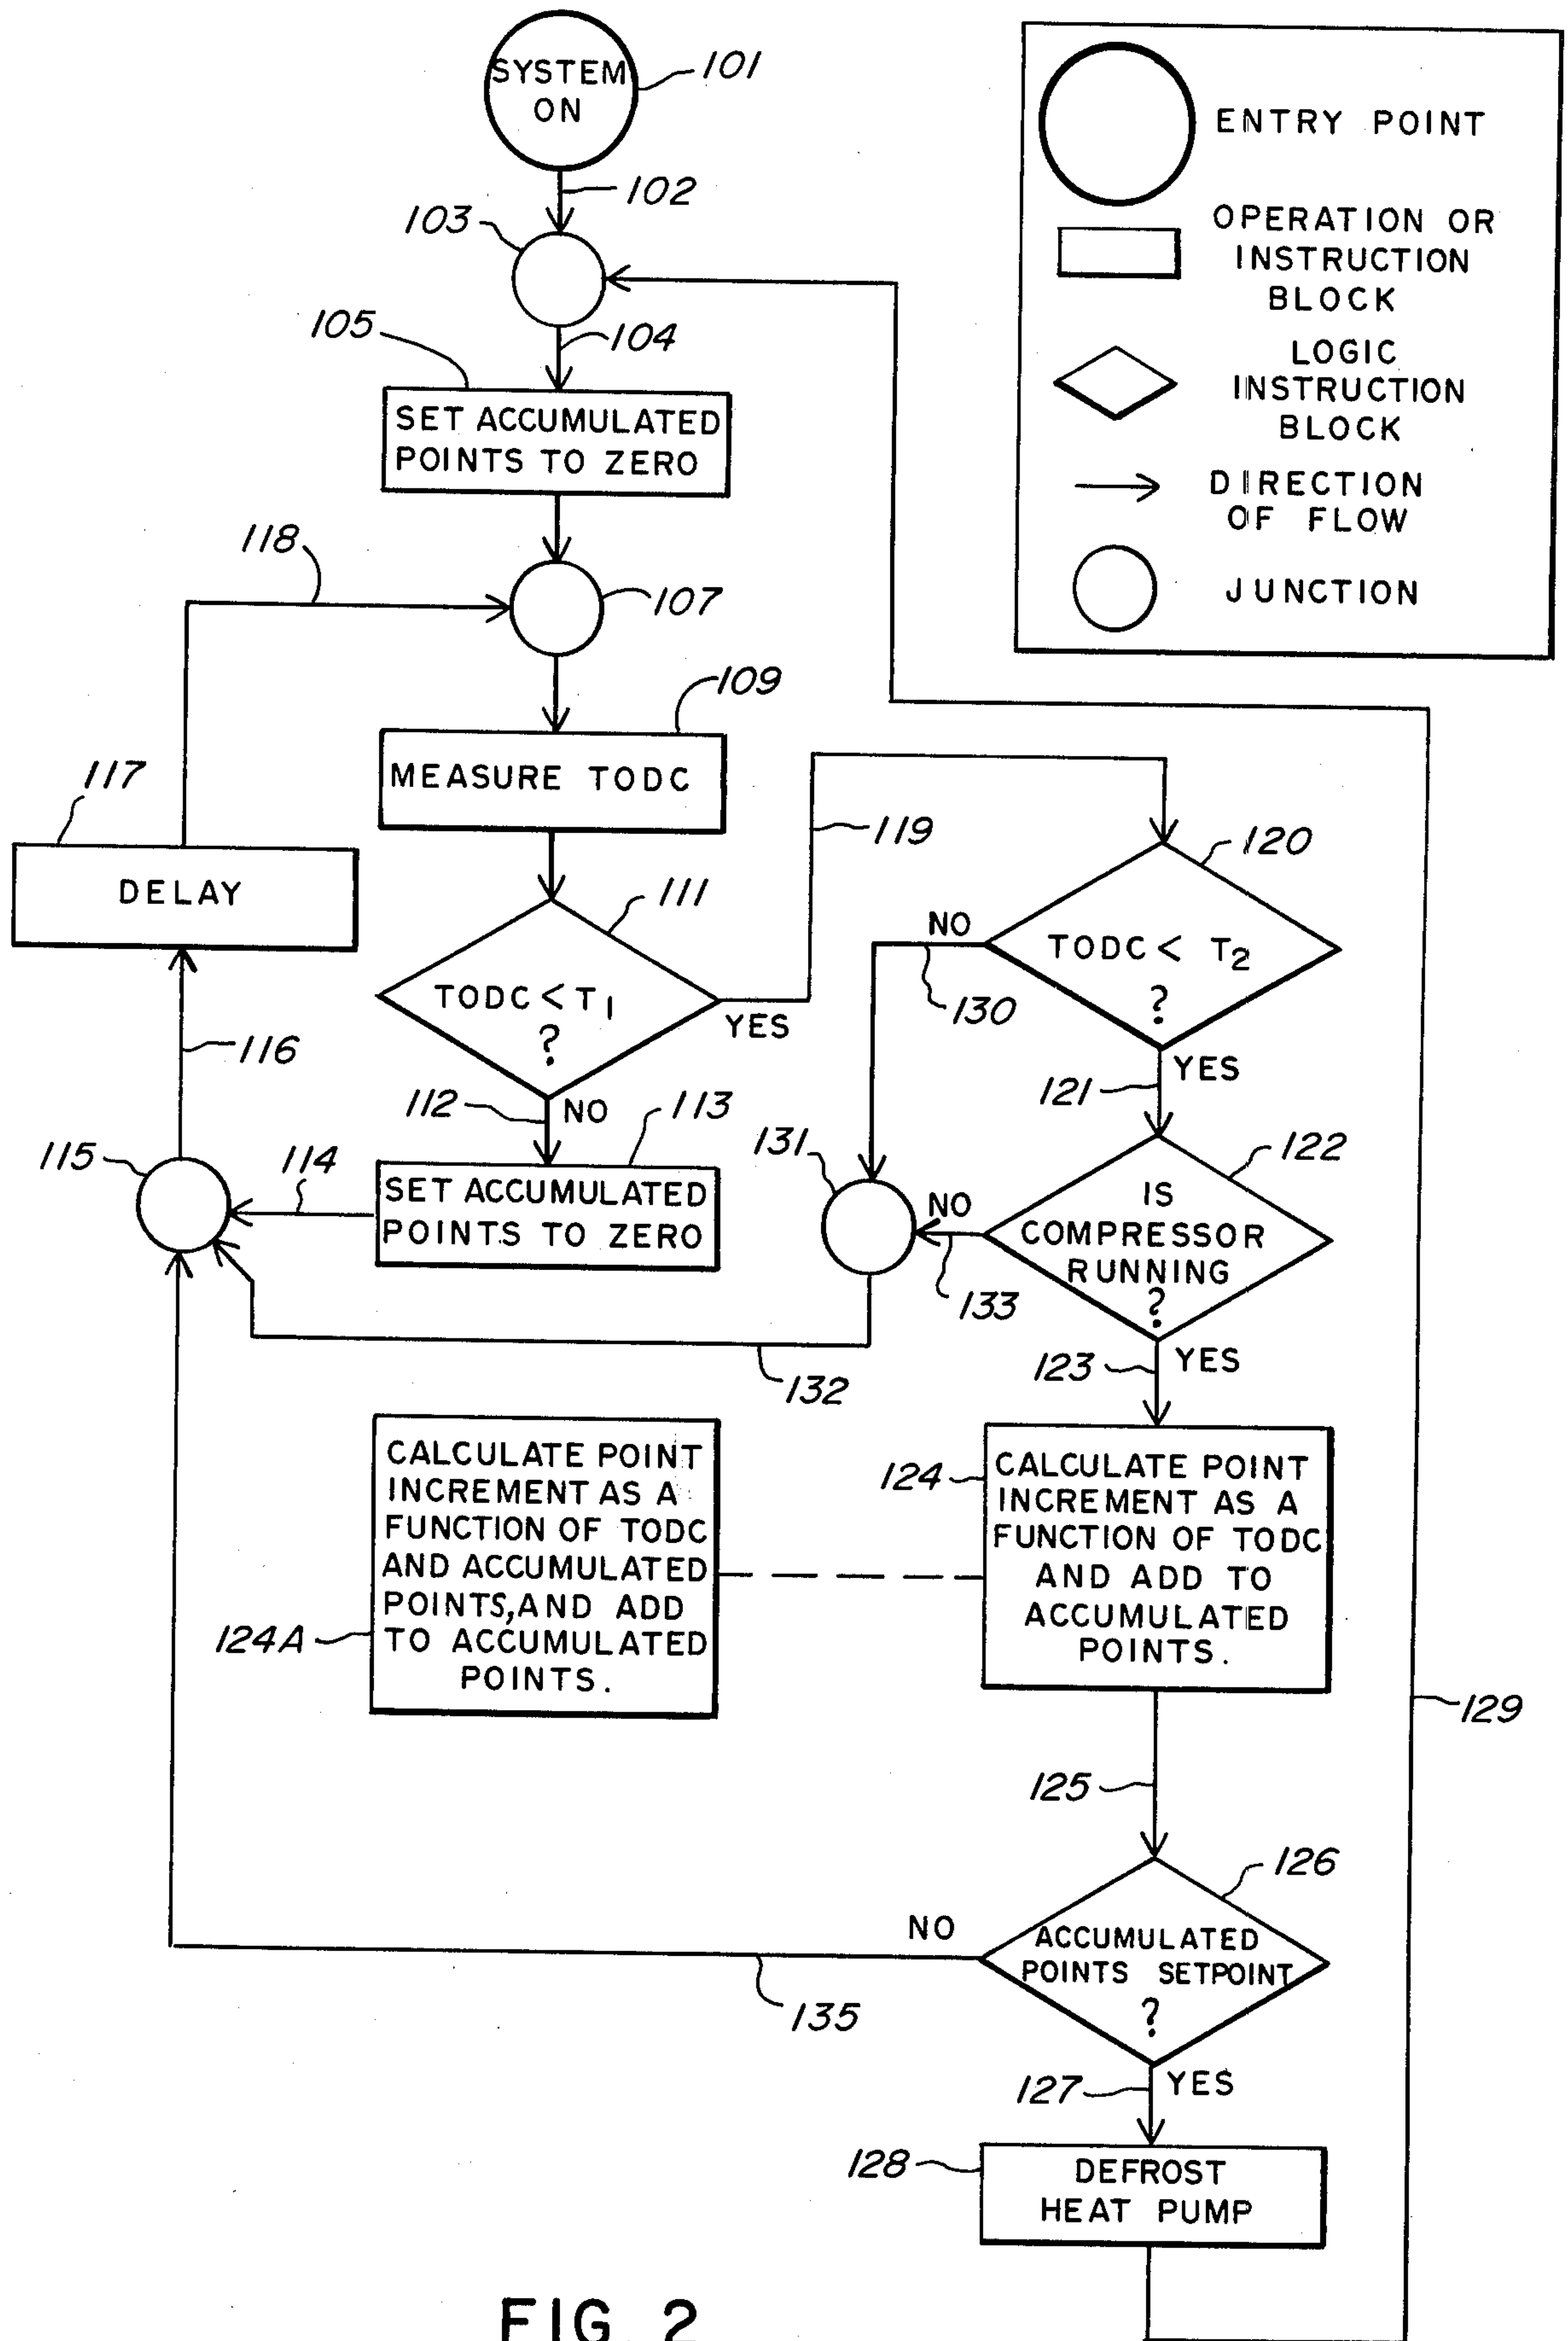 SYSTEM
ON
101
102
103
104
105
SET ACCUMULATED
POINTS TO ZERO
118
107
109
MEASURE TODC
117
DELAY
111
TODC < T1
?
YES
119
120
TODC < T2
?
NO
130
YES
121
116
112
NO
113
SET ACCUMULATED
POINTS TO ZERO
115
114
131
NO
133
122
IS
COMPRESSOR
RUNNING
?
132
123
YES
CALCULATE POINT
INCREMENT AS A
FUNCTION OF TODC
AND ACCUMULATED
POINTS, AND ADD
TO ACCUMULATED
POINTS.
124A
124
CALCULATE POINT
INCREMENT AS A
FUNCTION OF TODC
AND ADD TO
ACCUMULATED
POINTS.
129
125
126
NO
ACCUMULATED
POINTS SETPOINT
?
135
127
YES
128
DEFROST
HEAT PUMP
ENTRY POINT
OPERATION OR
INSTRUCTION
BLOCK
LOGIC
INSTRUCTION
BLOCK
DIRECTION
OF FLOW
JUNCTION
FIG. 2